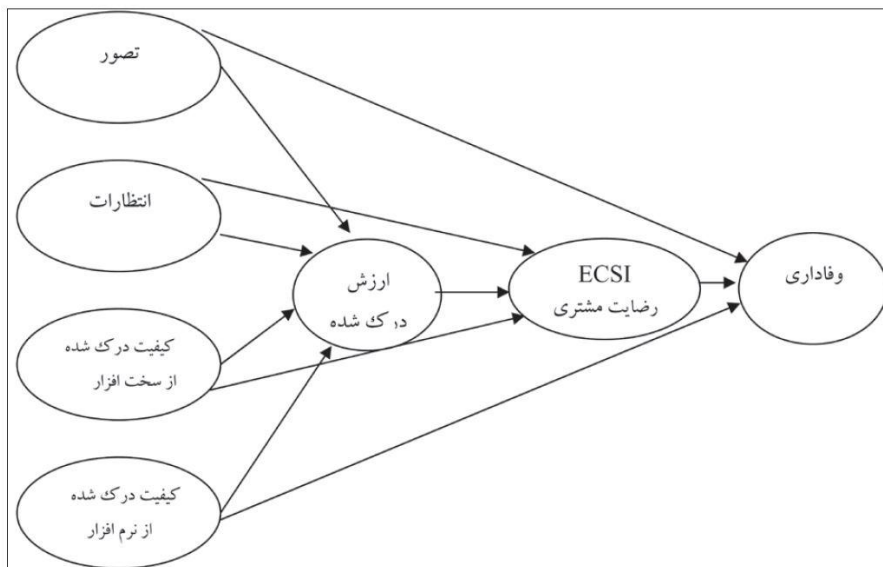 تصور
انتظارات
کیفیت درک شده
از سخت افزار
کیفیت درک شده
از نرم افزار
ارزش
درک شده
ECSI
رضایت مشتری
وفاداری